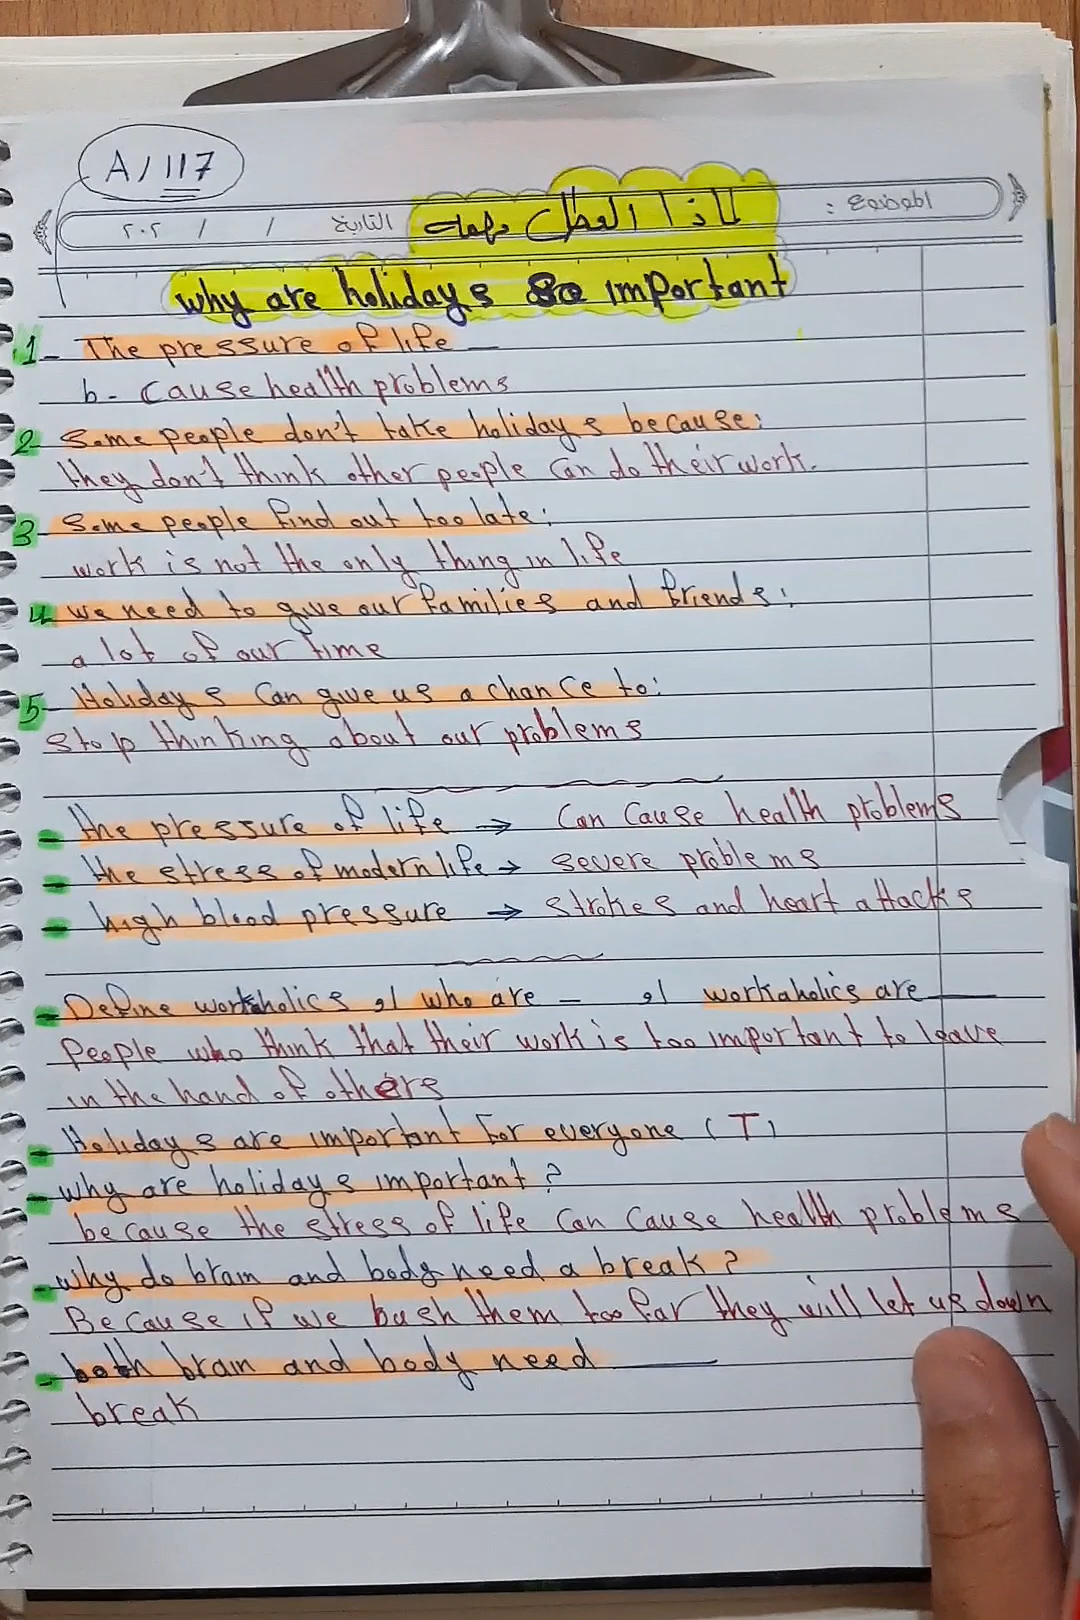 A / 117
الموضوع :
لماذا العطل مهمة
التاريخ / / ٢٠٢
why are holidays so important
1- The pressure of life —
b- Cause health problems
2- Some people don't take holidays because:
they don't think other people can do their work.
3- Some people find out too late:
work is not the only thing in life
4- we need to give our families and friends:
a lot of our time
5- Holidays can give us a chance to:
Stop thinking about our problems
- the pressure of life → Can Cause health problems
- the stress of modern life → severe problems
- high blood pressure → strokes and heart attacks
- Define workaholics او who are — او workaholics are —
People who think that their work is too important to leave
in the hand of others
- Holidays are important for everyone (T)
- why are holidays important ?
because the stress of life can cause health problems
- why do brain and body need a break ?
Because if we bush them too far they will let us down
- both brain and body need —
break